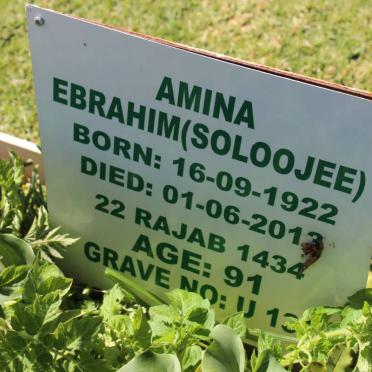 AMINA
EBRAHIM(SOLOOJEE)
BORN: 16-09-1922
DIED: 01-06-2013
22 RAJAB 1434
AGE: 91
GRAVE NO: U